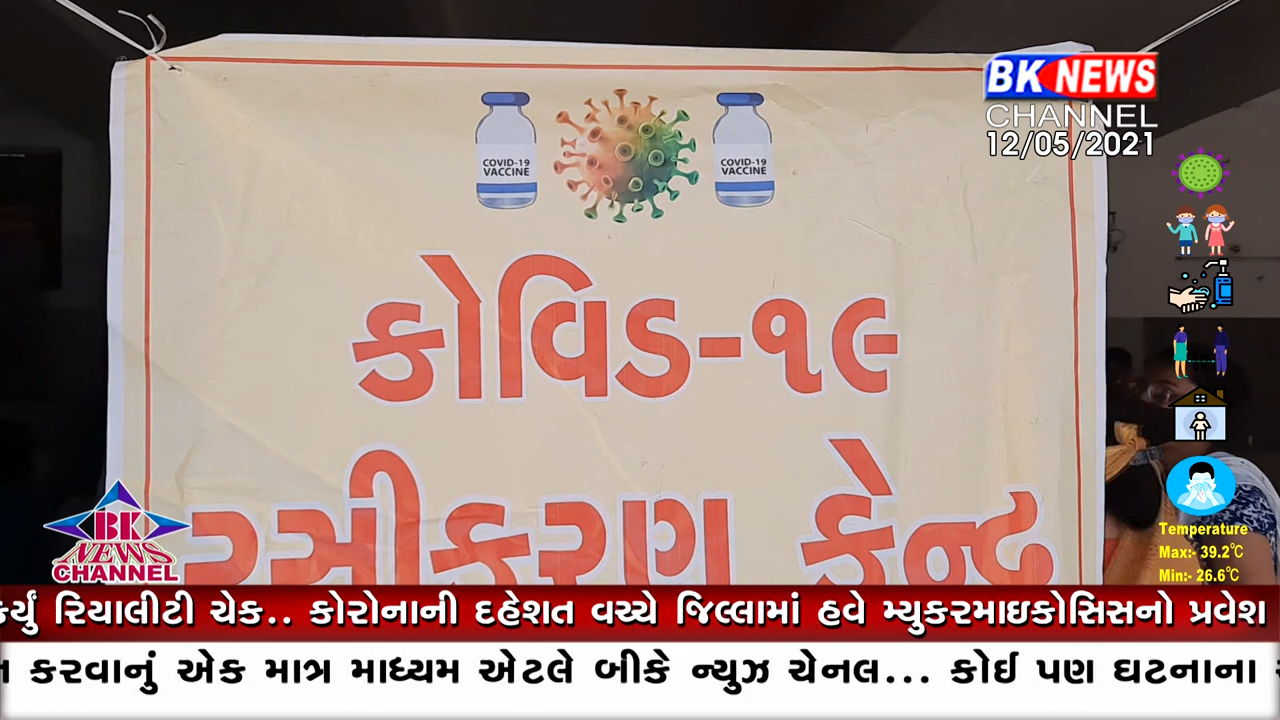 BK NEWS
CHANNEL
12/05/2021
COVID-19
VACCINE
COVID-19
VACCINE
કોવિડ-૧૯
રસીકરણ કેન્દ્ર
BK
NEWS
CHANNEL
Temperature
Max:- 39.2℃
Min:- 26.6℃
કર્યું રિયાલીટી ચેક.. કોરોનાની દહેશત વચ્ચે જિલ્લામાં હવે મ્યુકરમાઇકોસિસનો પ્રવેશ
કરવાનું એક માત્ર માધ્યમ એટલે બીકે ન્યુઝ ચેનલ... કોઈ પણ ઘટનાના